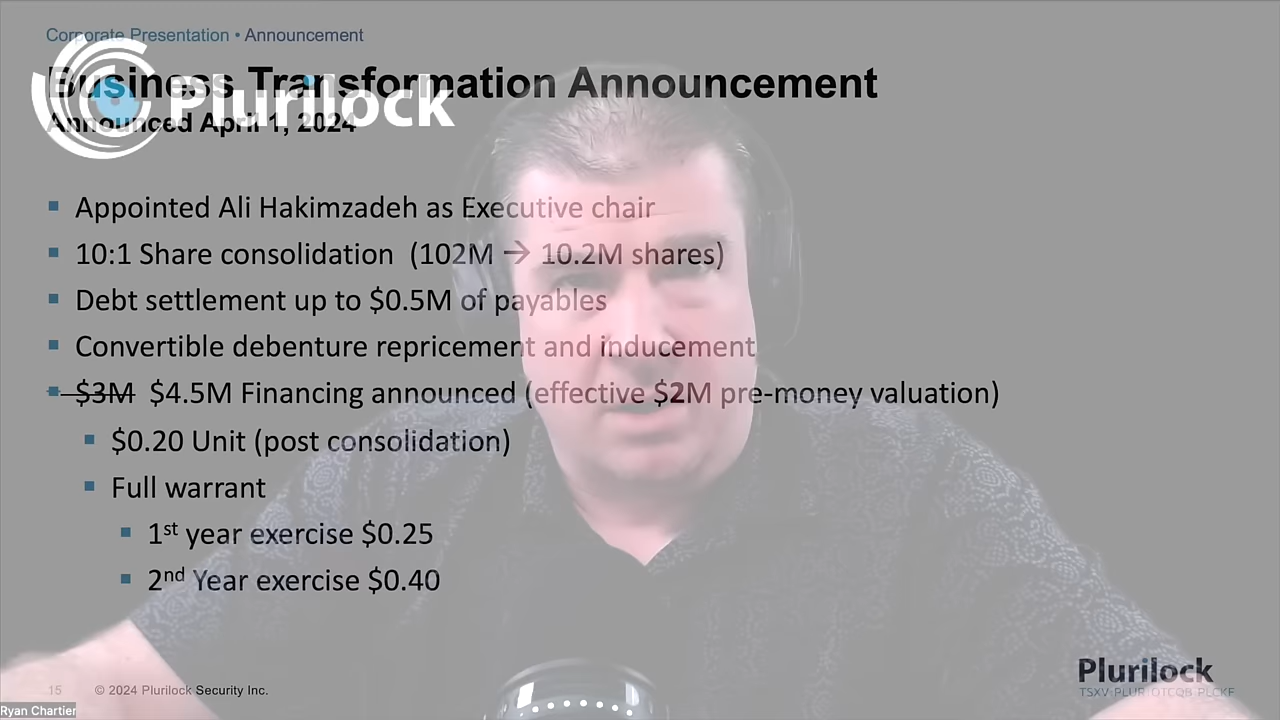 Corporate Presentation • Announcement
Business Transformation Announcement
Plurilock
Announced April 1, 2024
▪ Appointed Ali Hakimzadeh as Executive chair
▪ 10:1 Share consolidation (102M → 10.2M shares)
▪ Debt settlement up to $0.5M of payables
▪ Convertible debenture repricement and inducement
▪ $3M $4.5M Financing announced (effective $2M pre-money valuation)
▪ $0.20 Unit (post consolidation)
▪ Full warrant
▪ 1st year exercise $0.25
▪ 2nd Year exercise $0.40
Plurilock
TSXV PLUR OTCQB PLCKF
15 © 2024 Plurilock Security Inc.
Ryan Chartier